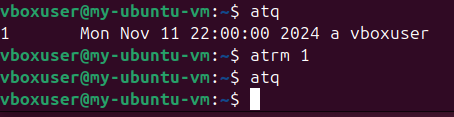 vboxuser@my-ubuntu-vm:~$ atq
1       Mon Nov 11 22:00:00 2024 a vboxuser
vboxuser@my-ubuntu-vm:~$ atrm 1
vboxuser@my-ubuntu-vm:~$ atq
vboxuser@my-ubuntu-vm:~$